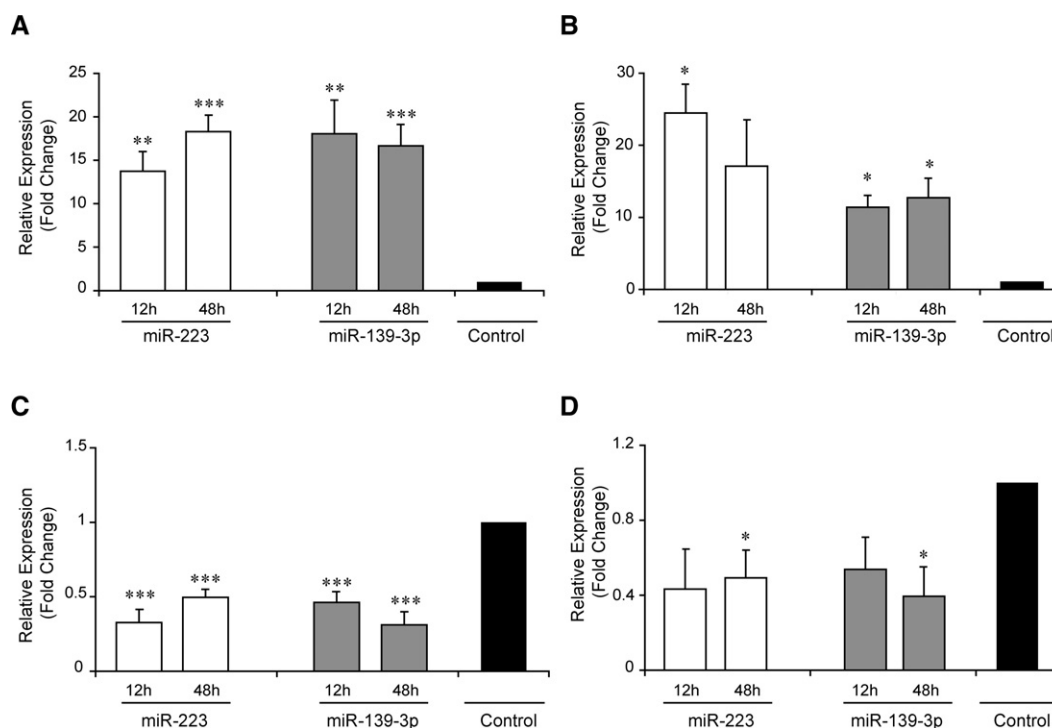 A
Relative Expression
(Fold Change)
25
20
15
10
5
0
**
***
**
***
12h 48h 12h 48h
miR-223 miR-139-3p Control
B
Relative Expression
(Fold Change)
30
20
10
0
*
*
*
12h 48h 12h 48h
miR-223 miR-139-3p Control
C
Relative Expression
(Fold Change)
1.5
1
0.5
0
***
***
***
***
12h 48h 12h 48h
miR-223 miR-139-3p Control
D
Relative Expression
(Fold Change)
1.2
0.8
0.4
0
*
*
12h 48h 12h 48h
miR-223 miR-139-3p Control